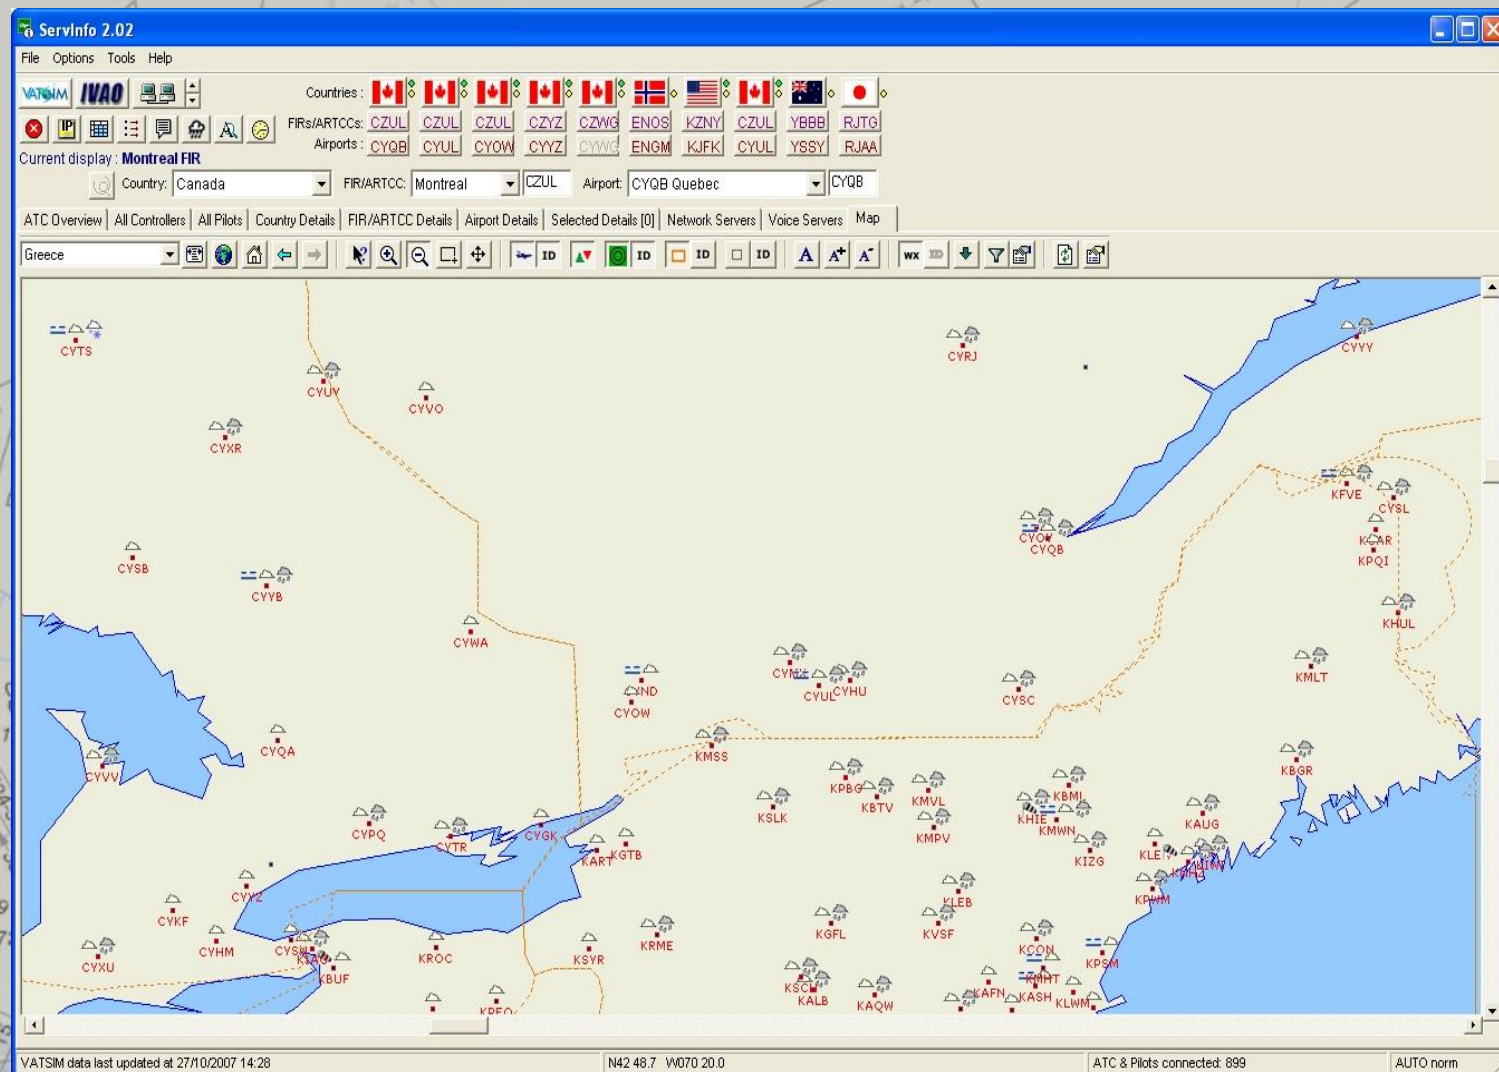 ServInfo 2.02
File Options Tools Help
VATSIM IVAO Countries :
IP FIRs/ARTCCs: CZUL CZUL CZUL CZYZ CZWG ENOS KZNY CZUL YBBB RJTG
Airports : CYQB CYUL CYOW CYYZ CYWG ENGM KJFK CYUL YSSY RJAA
Current display : Montreal FIR
Country: Canada FIR/ARTCC: Montreal CZUL Airport: CYQB Quebec CYQB
ATC Overview All Controllers All Pilots Country Details FIR/ARTCC Details Airport Details Selected Details [0] Network Servers Voice Servers Map
Greece ID ID ID ID A A+ A- wx ID
CYTS
CYRJ
CYYY
CYUY
CYVO
CYXR
KFVE
CYSL
CYQB
KCAR
KPQI
CYSB
CYYB
KHUL
CYWA
KMLT
CYND
CYUL CYHU
CYSC
CYOW
CYQA
KMSS
CYVV
KBGR
KPBG
KBTV
KMVL
KBML
KSLK
KHIE
KMWN
KAUG
CYPQ
CYTR
CYGK
KMPV
KART
KGTB
KIZG
CYYZ
KPWM
KLEB
CYKF
CYHM
KGFL
KVSF
KCON
KRME
KROC
KSYR
KPSM
CYXU
KBUF
KMHT
KALB
KAQW
KAFN
KASH
KLWM
VATSIM data last updated at 27/10/2007 14:28 N42 48.7 W070 20.0 ATC & Pilots connected: 899 AUTO norm